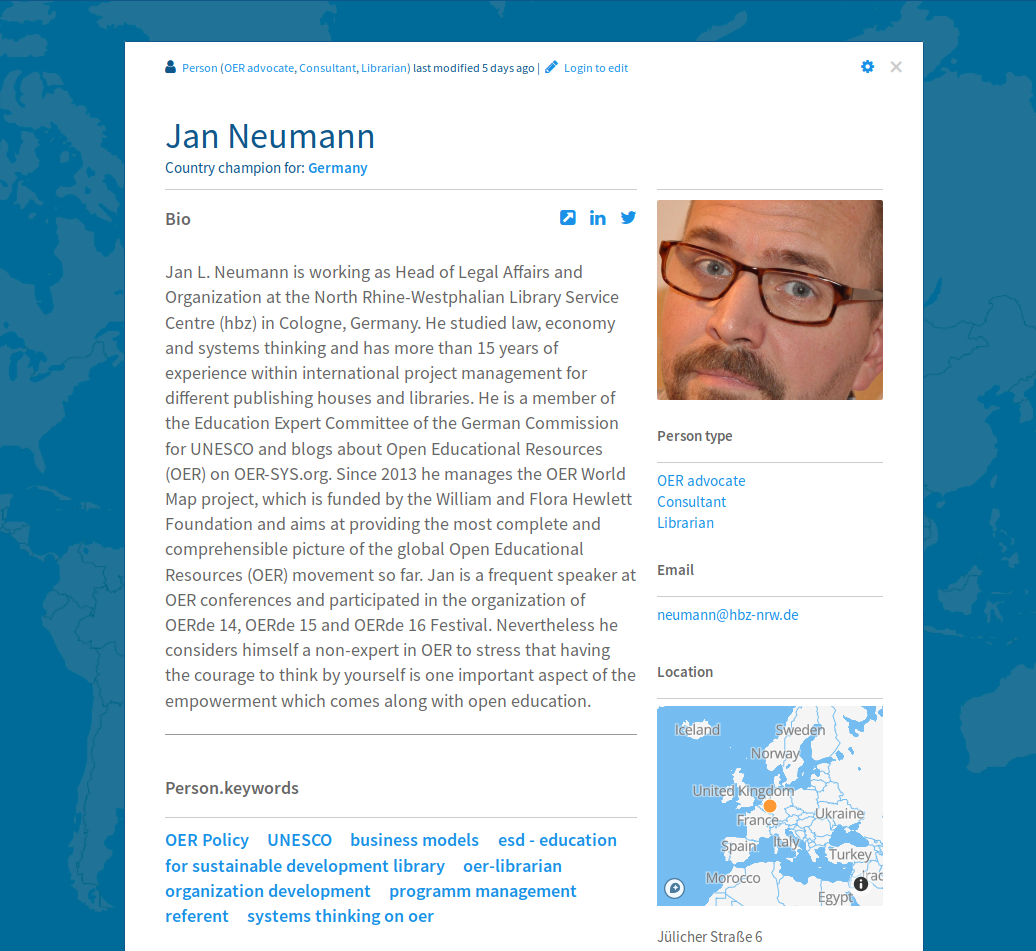 Person (OER advocate, Consultant, Librarian) last modified 5 days ago | Login to edit
Jan Neumann
Country champion for: Germany
Bio
Jan L. Neumann is working as Head of Legal Affairs and
Organization at the North Rhine-Westphalian Library Service
Centre (hbz) in Cologne, Germany. He studied law, economy
and systems thinking and has more than 15 years of
experience within international project management for
different publishing houses and libraries. He is a member of
the Education Expert Committee of the German Commission
for UNESCO and blogs about Open Educational Resources
(OER) on OER-SYS.org. Since 2013 he manages the OER World
Map project, which is funded by the William and Flora Hewlett
Foundation and aims at providing the most complete and
comprehensible picture of the global Open Educational
Resources (OER) movement so far. Jan is a frequent speaker at
OER conferences and participated in the organization of
OERde 14, OERde 15 and OERde 16 Festival. Nevertheless he
considers himself a non-expert in OER to stress that having
the courage to think by yourself is one important aspect of the
empowerment which comes along with open education.
Person.keywords
OER Policy UNESCO business models esd - education
for sustainable development library oer-librarian
organization development programm management
referent systems thinking on oer
Person type
OER advocate
Consultant
Librarian
Email
neumann@hbz-nrw.de
Location
Iceland
Sweden
Norway
United Kingdom
Ukraine
France
Spain
Italy
Turkey
Morocco
Irac
Egypt
Jülicher Straße 6